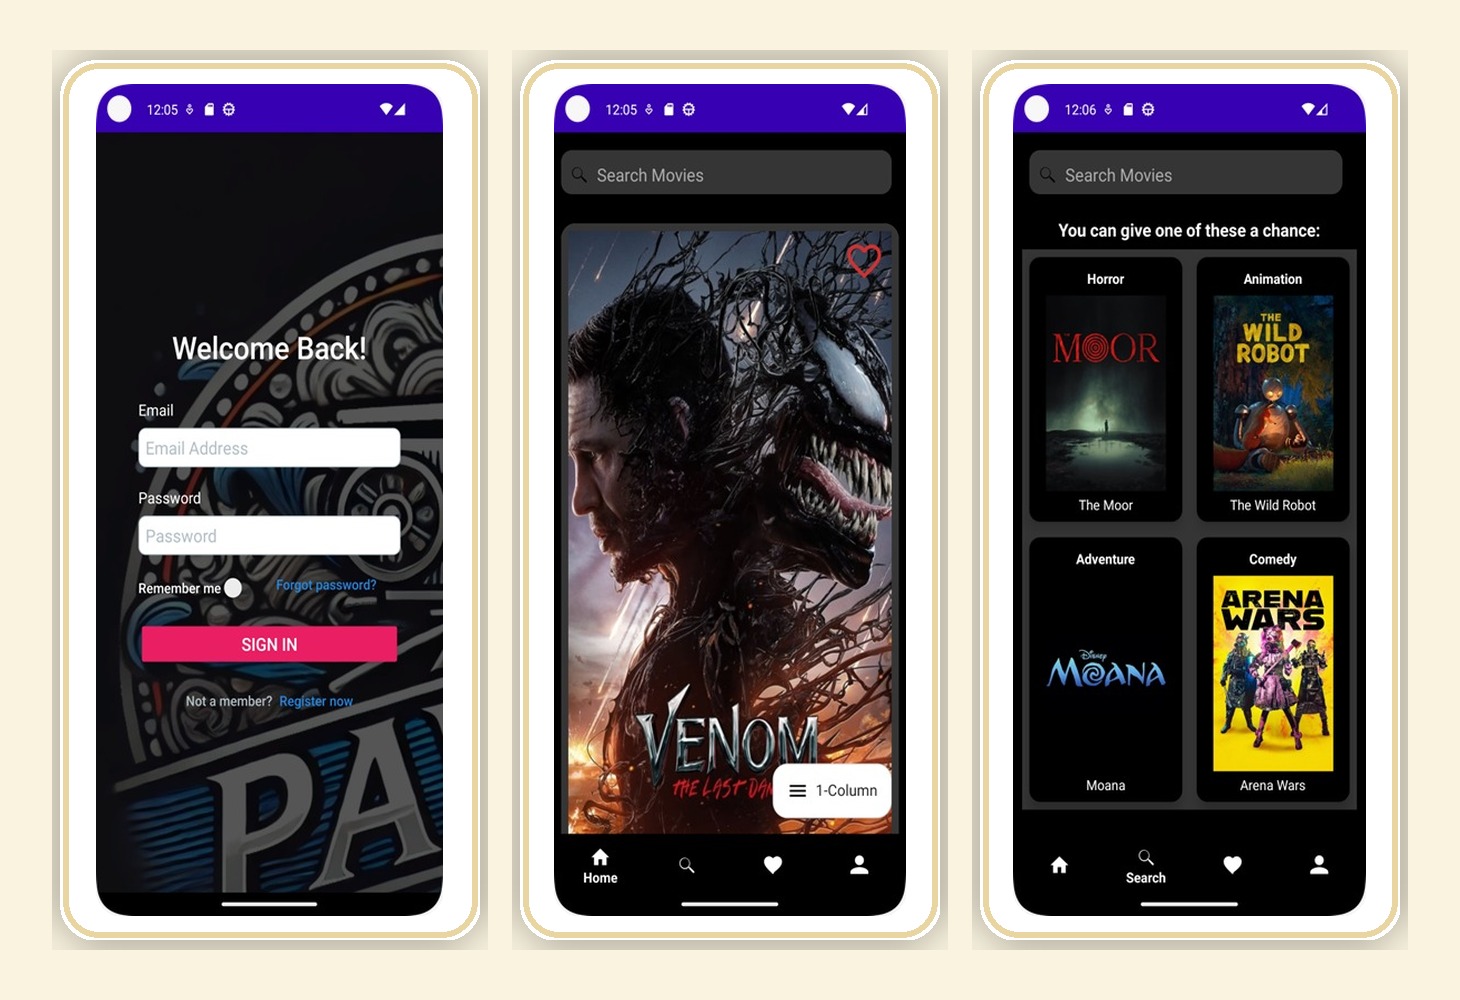 12:05
Welcome Back!
Email
Email Address
Password
Password
Remember me
Forgot password?
SIGN IN
Not a member? Register now
PA
12:05
Search Movies
VENOM
THE LAST DAN
1-Column
Home
12:06
Search Movies
You can give one of these a chance:
Horror
THE
MOOR
The Moor
Animation
THE
WILD
ROBOT
The Wild Robot
Adventure
Disney
MOANA
Moana
Comedy
ARENA
WARS
Arena Wars
Search